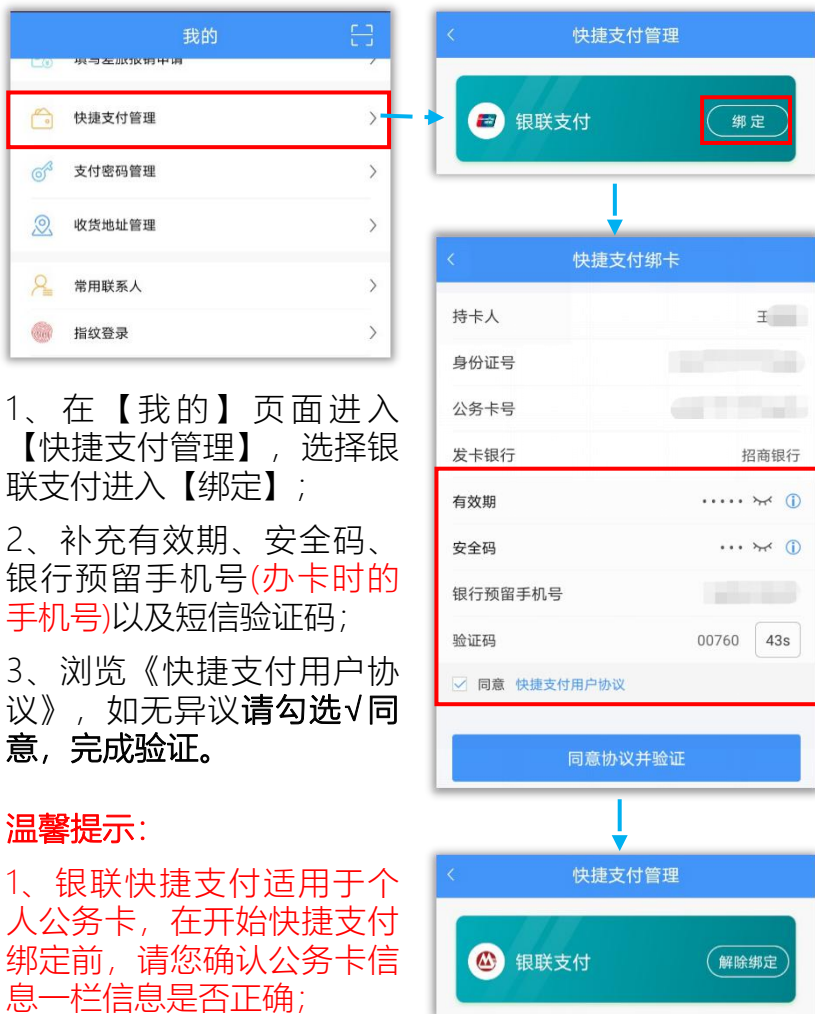 我的
填写差旅报销申请
快捷支付管理
支付密码管理
收货地址管理
常用联系人
指纹登录
1、在【我的】页面进入
【快捷支付管理】，选择银
联支付进入【绑定】;
2、补充有效期、安全码、
银行预留手机号(办卡时的
手机号)以及短信验证码;
3、浏览《快捷支付用户协
议》，如无异议请勾选√同
意，完成验证。
温馨提示:
1、银联快捷支付适用于个
人公务卡，在开始快捷支付
绑定前，请您确认公务卡信
息一栏信息是否正确;
快捷支付管理
银联支付
绑定
快捷支付绑卡
持卡人 王
身份证号
公务卡号
发卡银行 招商银行
有效期 •••••
安全码 •••
银行预留手机号
验证码 00760 43s
同意 快捷支付用户协议
同意协议并验证
快捷支付管理
银联支付
解除绑定